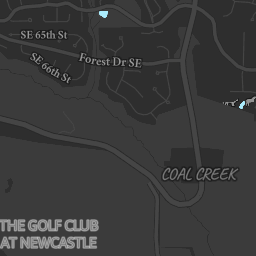 SE 65th St
SE 66th St
Forest Dr SE
COAL CREEK
THE GOLF CLUB
AT NEWCASTLE